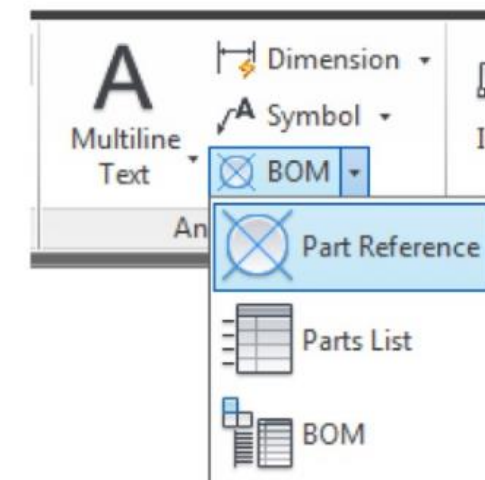 A
Multiline
Text
Dimension
Symbol
BOM
An
Part Reference
Parts List
BOM